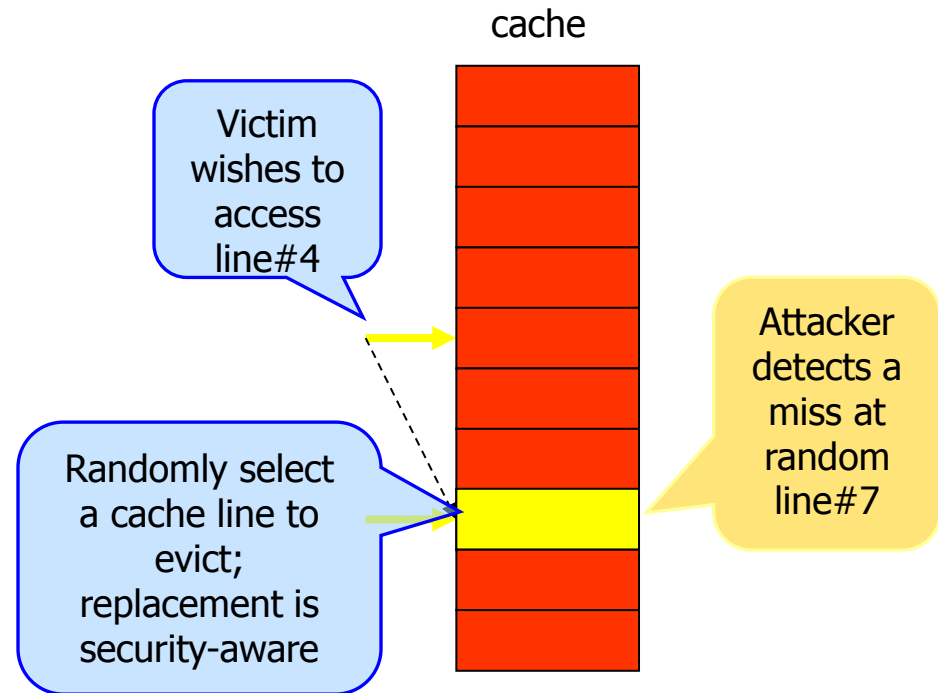 cache
Victim
wishes to
access
line#4
Attacker
detects a
miss at
random
line#7
Randomly select
a cache line to
evict;
replacement is
security-aware